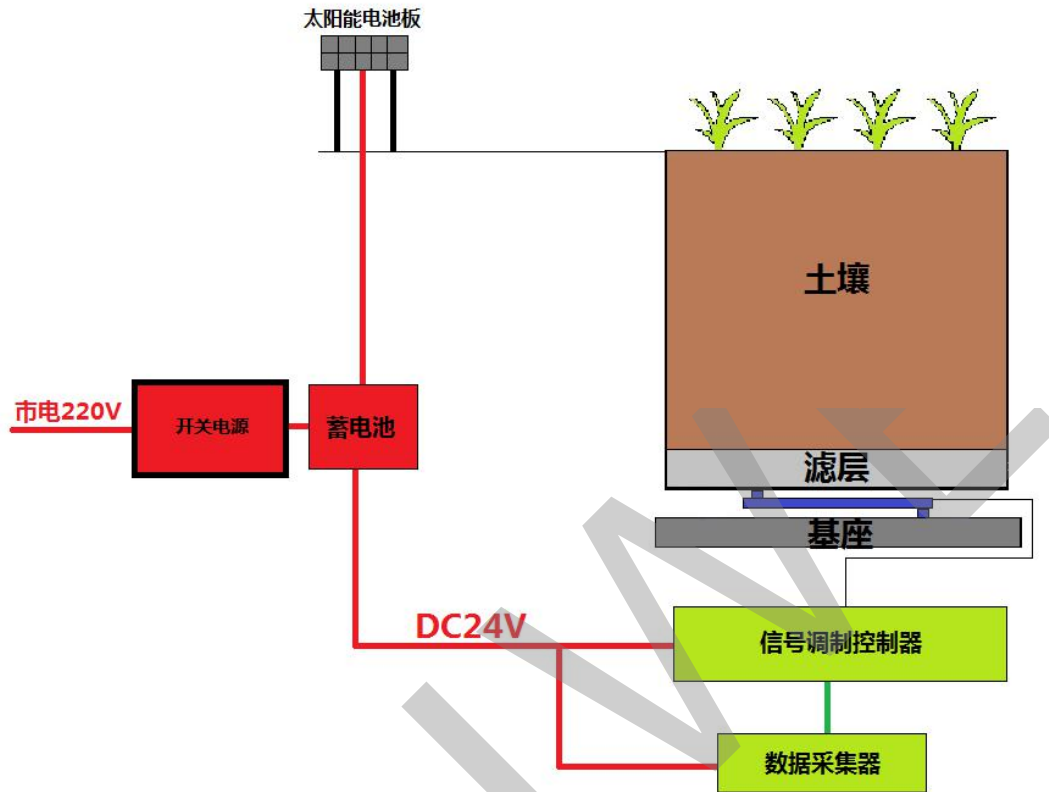 太阳能电池板
土壤
市电220V
开关电源
蓄电池
滤层
基座
DC24V
信号调制控制器
数据采集器